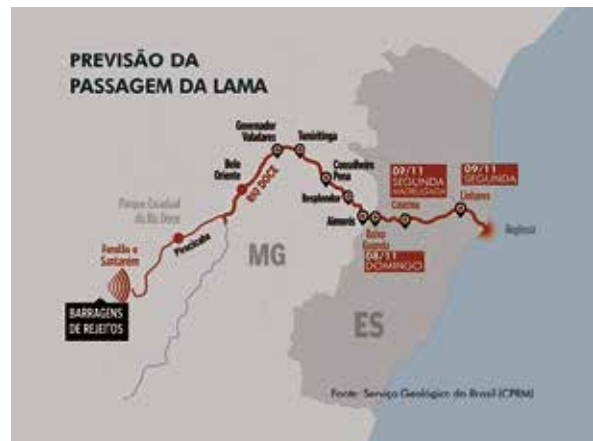 PREVISÃO DA
PASSAGEM DA LAMA
Governador
Valadares
Tumiritinga
Belo
Oriente
RIO DOCE
Conselheiro
Pena
Resplendor
Aimorés
Baixo
Guandu
08/11
DOMINGO
09/11
SEGUNDA
MADRUGADA
Colatina
09/11
SEGUNDA
Linhares
Regência
Parque Estadual
do Rio Doce
Piracicaba
Fundão e
Santarém
BARRAGENS
DE REJEITOS
MG
ES
Fonte: Serviço Geológico do Brasil (CPRM)